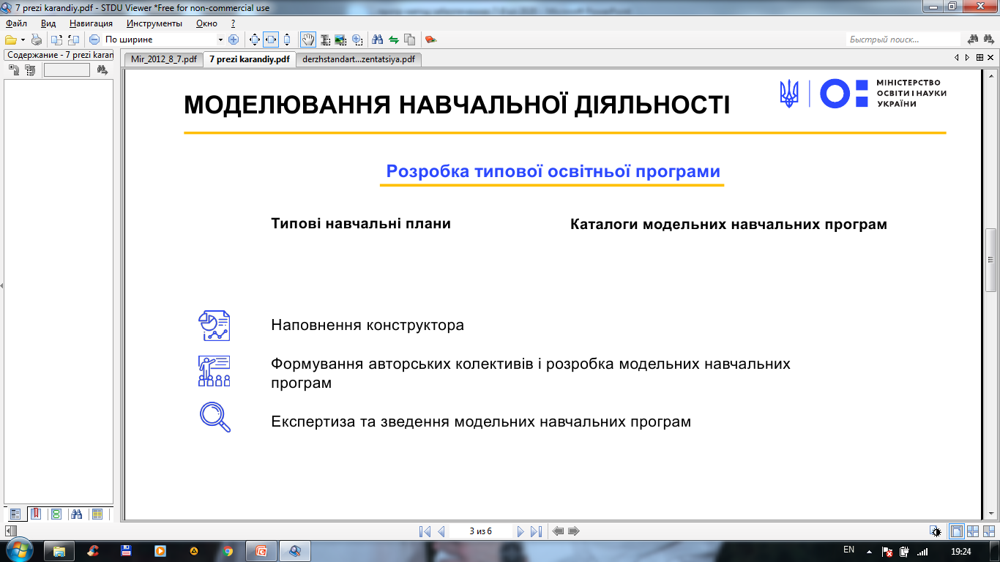 7 prezi karandiy.pdf - STDU Viewer *Free for non-commercial use
Файл Вид Навигация Инструменты Окно ?
По ширине
Быстрый поиск...
Содержание - 7 prezi karan
Mir_2012_8_7.pdf 7 prezi karandiy.pdf derzhstandart...zentatsiya.pdf
МІНІСТЕРСТВО
ОСВІТИ І НАУКИ
УКРАЇНИ
МОДЕЛЮВАННЯ НАВЧАЛЬНОЇ ДІЯЛЬНОСТІ
Розробка типової освітньої програми
Типові навчальні плани
Каталоги модельних навчальних програм
Наповнення конструктора
Формування авторських колективів і розробка модельних навчальних
програм
Експертиза та зведення модельних навчальних програм
3 из 6
EN
19:24